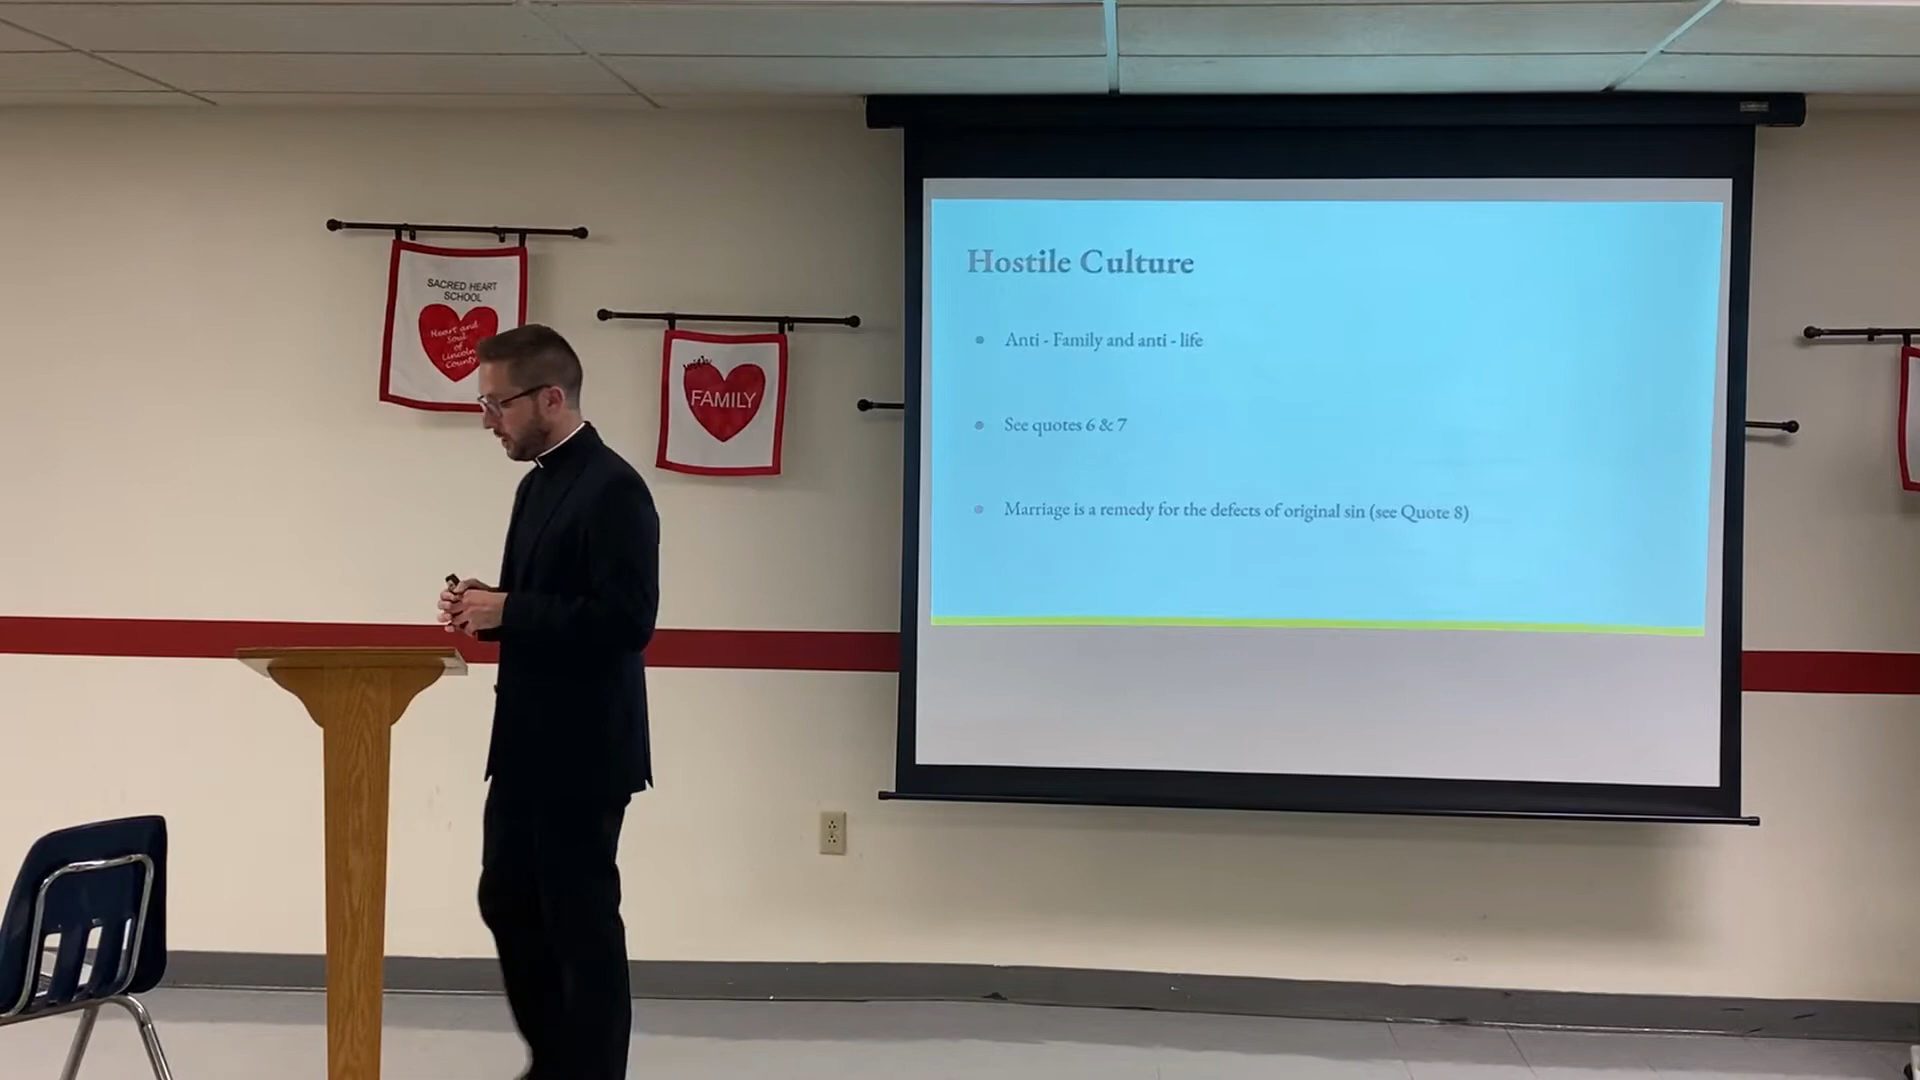 SACRED HEART
SCHOOL
Heart and
Soul
of
Lincoln
County
with
FAMILY
Hostile Culture
Anti - Family and anti - life
See quotes 6 & 7
Marriage is a remedy for the defects of original sin (see Quote 8)